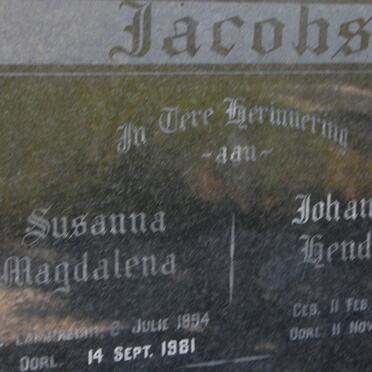 Jacobs
In Tere Herinnering
-aan-
Susanna
Magdalena
Lambrecht 2 Julie 1894
Oorl. 14 Sept. 1981
Johan
Hend
Geb. 11 Feb.
Oorl. 11 Nov